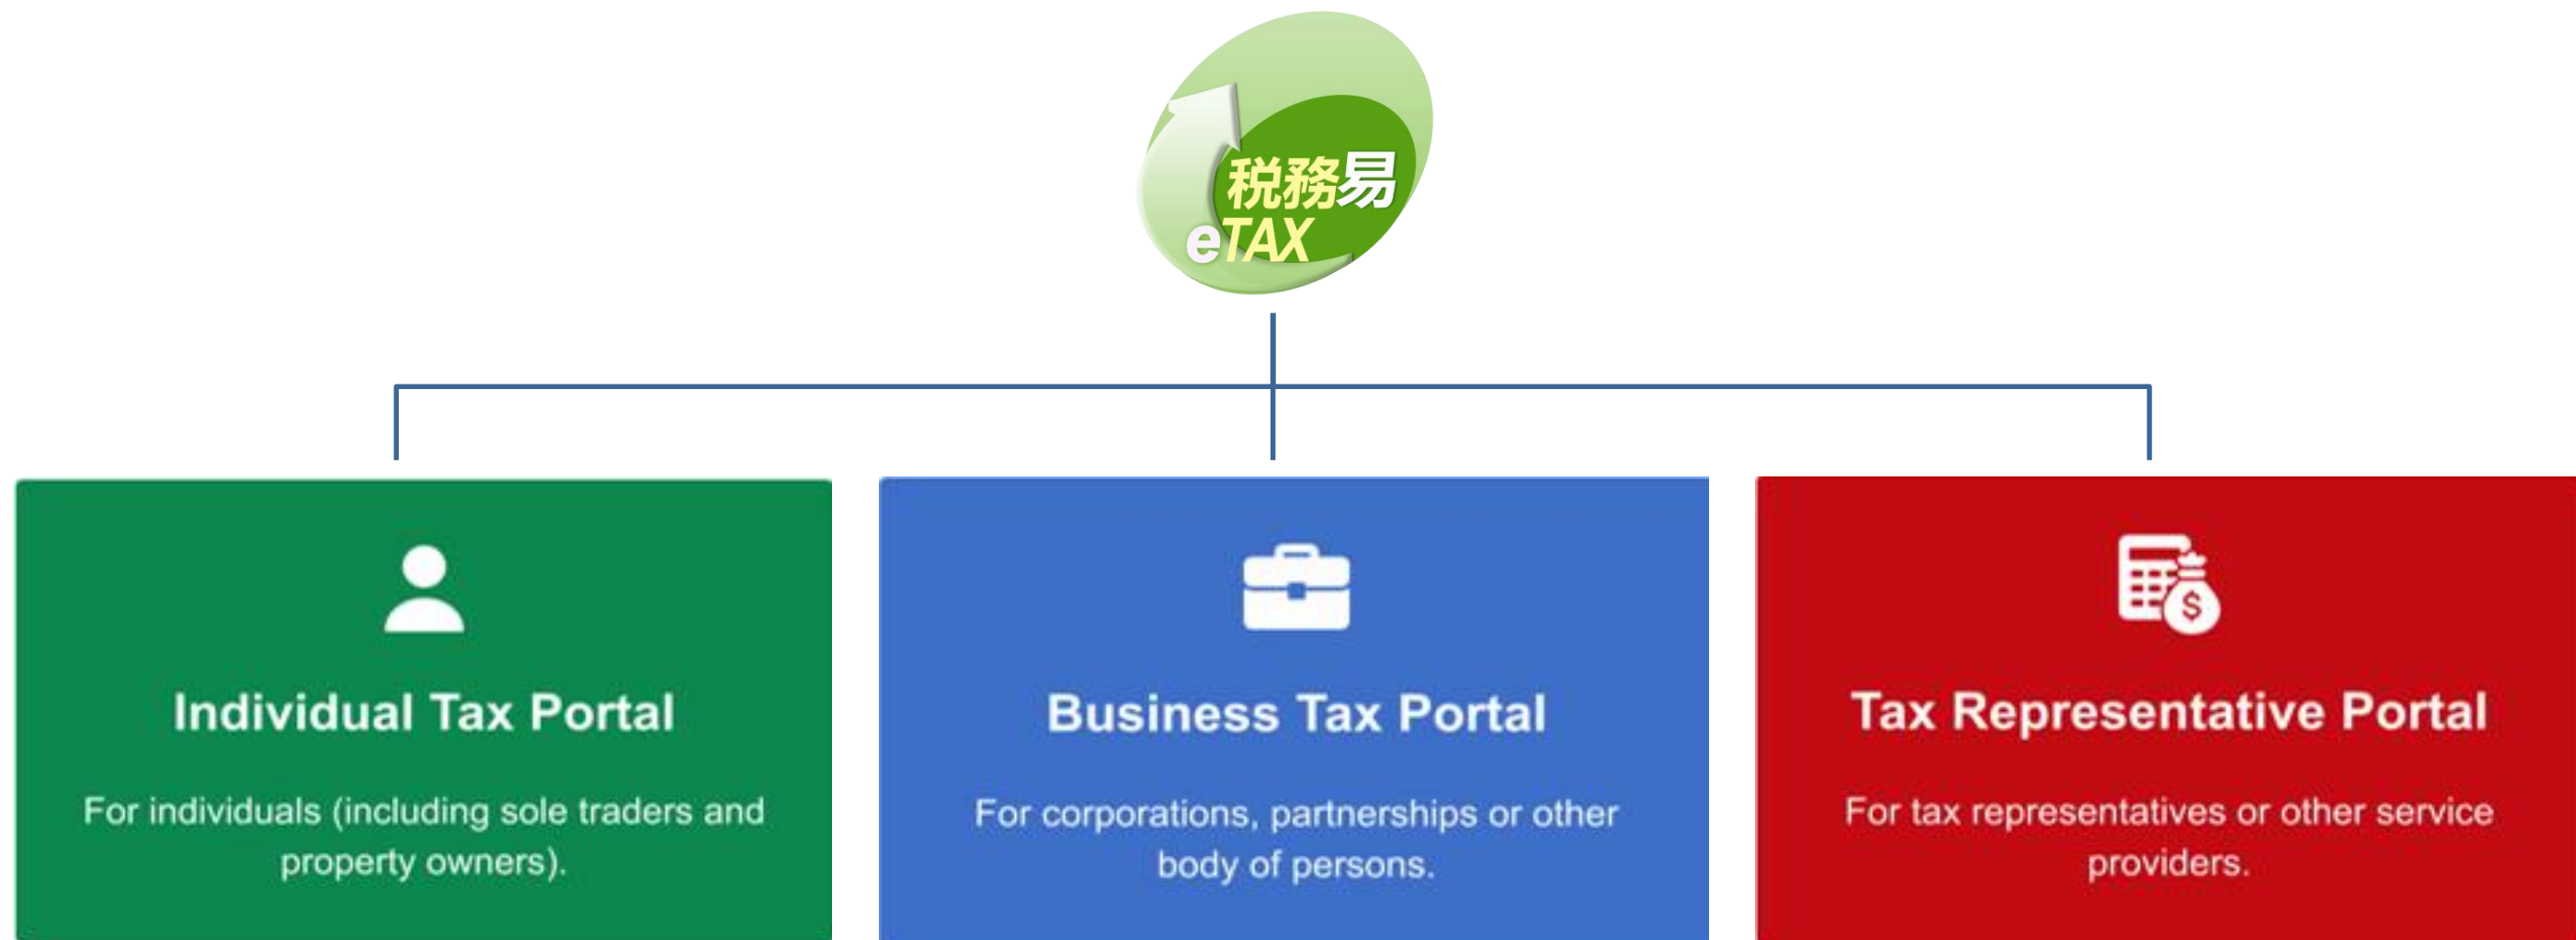 税務易
eTAX
Individual Tax Portal
For individuals (including sole traders and
property owners).
Business Tax Portal
For corporations, partnerships or other
body of persons.
Tax Representative Portal
For tax representatives or other service
providers.